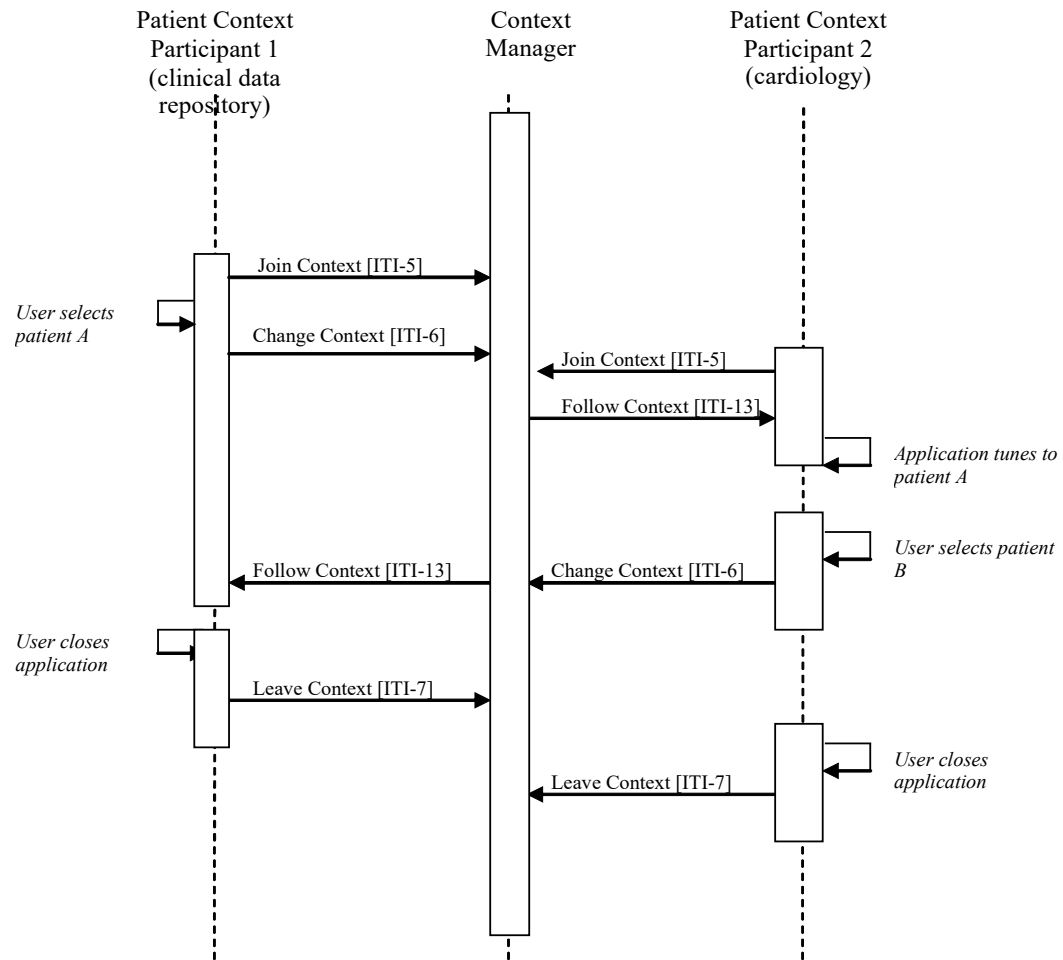 Patient Context
Participant 1
(clinical data
repository)
Context
Manager
Patient Context
Participant 2
(cardiology)
Join Context [ITI-5]
User selects
patient A
Change Context [ITI-6]
Join Context [ITI-5]
Follow Context [ITI-13]
Application tunes to
patient A
User selects patient
B
Follow Context [ITI-13]
Change Context [ITI-6]
User closes
application
Leave Context [ITI-7]
User closes
application
Leave Context [ITI-7]